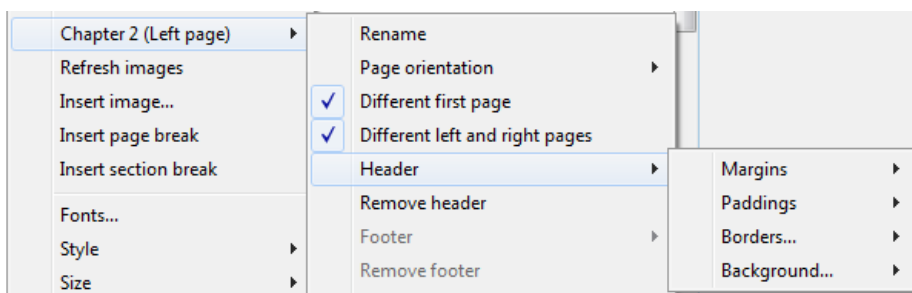 Chapter 2 (Left page)
Refresh images
Insert image...
Insert page break
Insert section break
Fonts...
Style
Size
Rename
Page orientation
Different first page
Different left and right pages
Header
Remove header
Footer
Remove footer
Margins
Paddings
Borders...
Background...